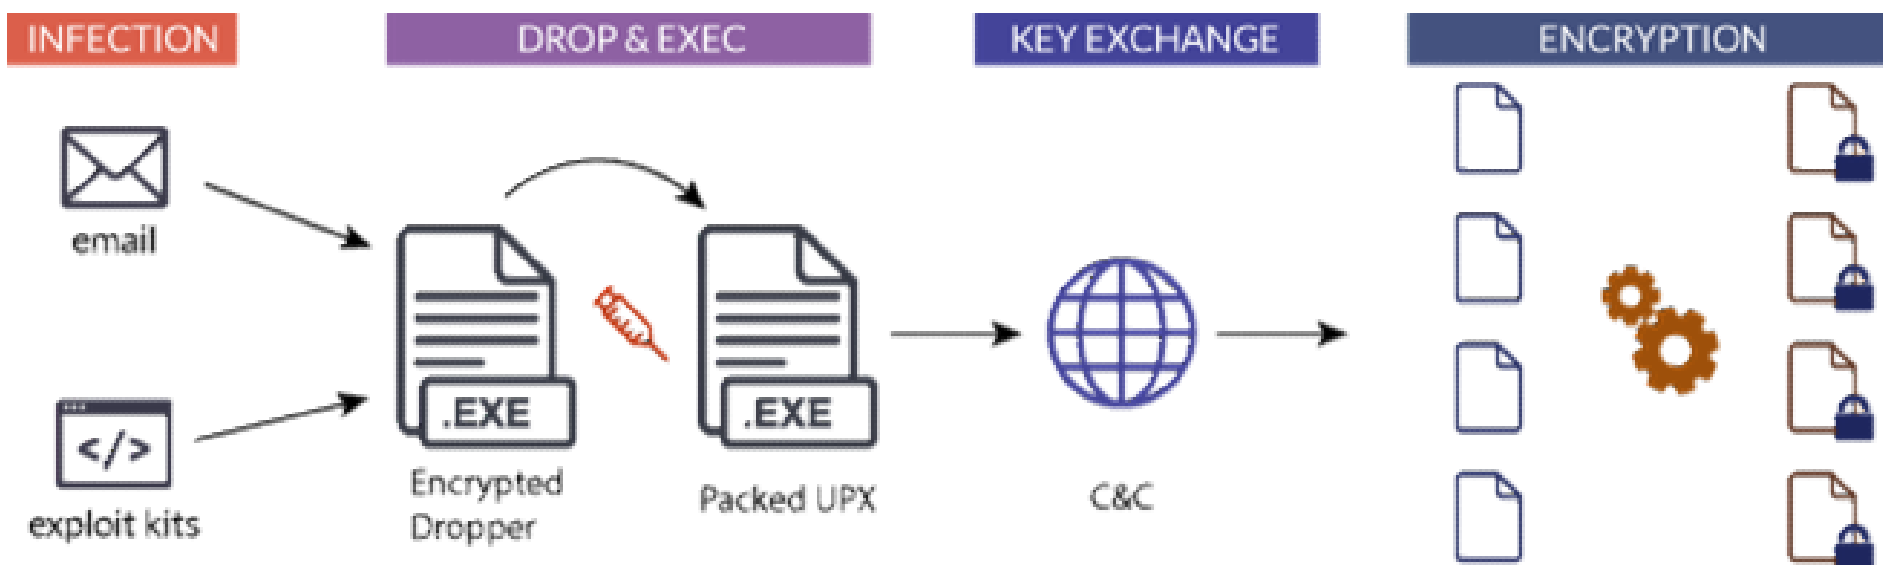 INFECTION
DROP & EXEC
KEY EXCHANGE
ENCRYPTION
email
</>
exploit kits
.EXE
Encrypted
Dropper
.EXE
Packed UPX
C&C